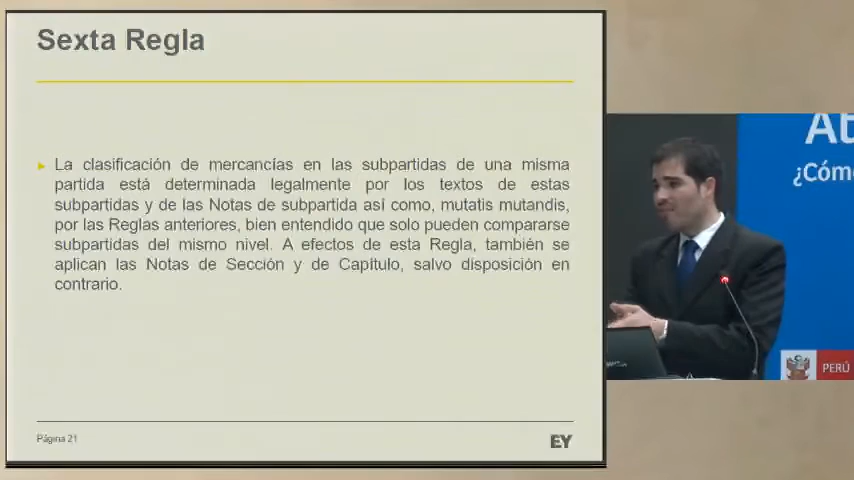 Sexta Regla
La clasificación de mercancías en las subpartidas de una misma
partida está determinada legalmente por los textos de estas
subpartidas y de las Notas de subpartida así como, mutatis mutandis,
por las Reglas anteriores, bien entendido que solo pueden compararse
subpartidas del mismo nivel. A efectos de esta Regla, también se
aplican las Notas de Sección y de Capítulo, salvo disposición en
contrario.
Página 21
EY
¿Cómo
PERÚ